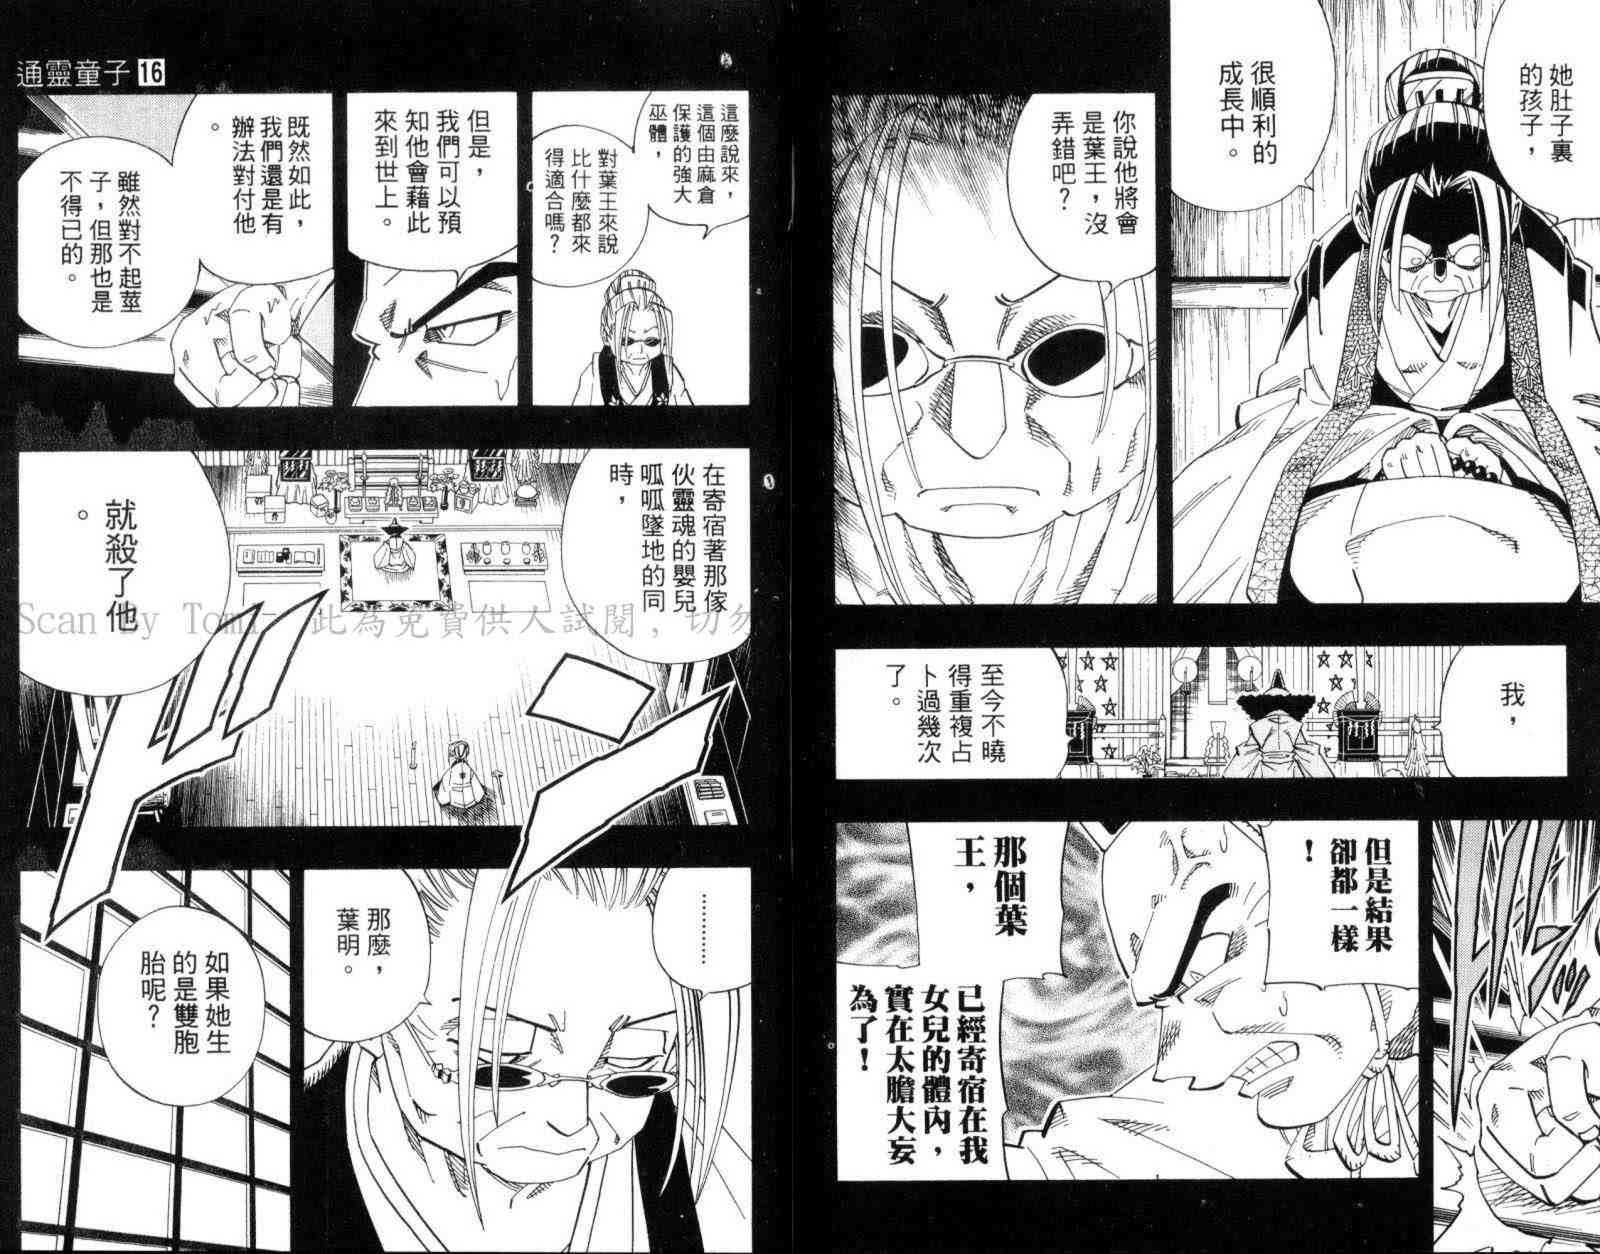 她肚子裏
的孩子，
很順利的
成長中。
你說他將會
是葉王，沒
弄錯吧？
我，
至今不曉
得重複占
卜過幾次
了。
但是結果
卻都一樣
！
那個葉
王，
已經寄宿在我
女兒的體內，
實在太膽大妄
為了！
通靈童子 16
這麼說來，
這個由麻倉
保護的強大
巫體，
對葉王來說
比什麼都來
得適合嗎？
但是，
我們可以預
知他會藉此
來到世上。
既然如此，
我們還是有
辦法對付他
。
雖然對不起莖
子，但那也是
不得已的。
在寄宿著那傢
伙靈魂的嬰兒
呱呱墜地的同
時，
就殺了他
。
Scan by Tomi 此為免費供人試閱，切勿
………
那麼，
葉明。
如果她生
的是雙胞
胎呢？